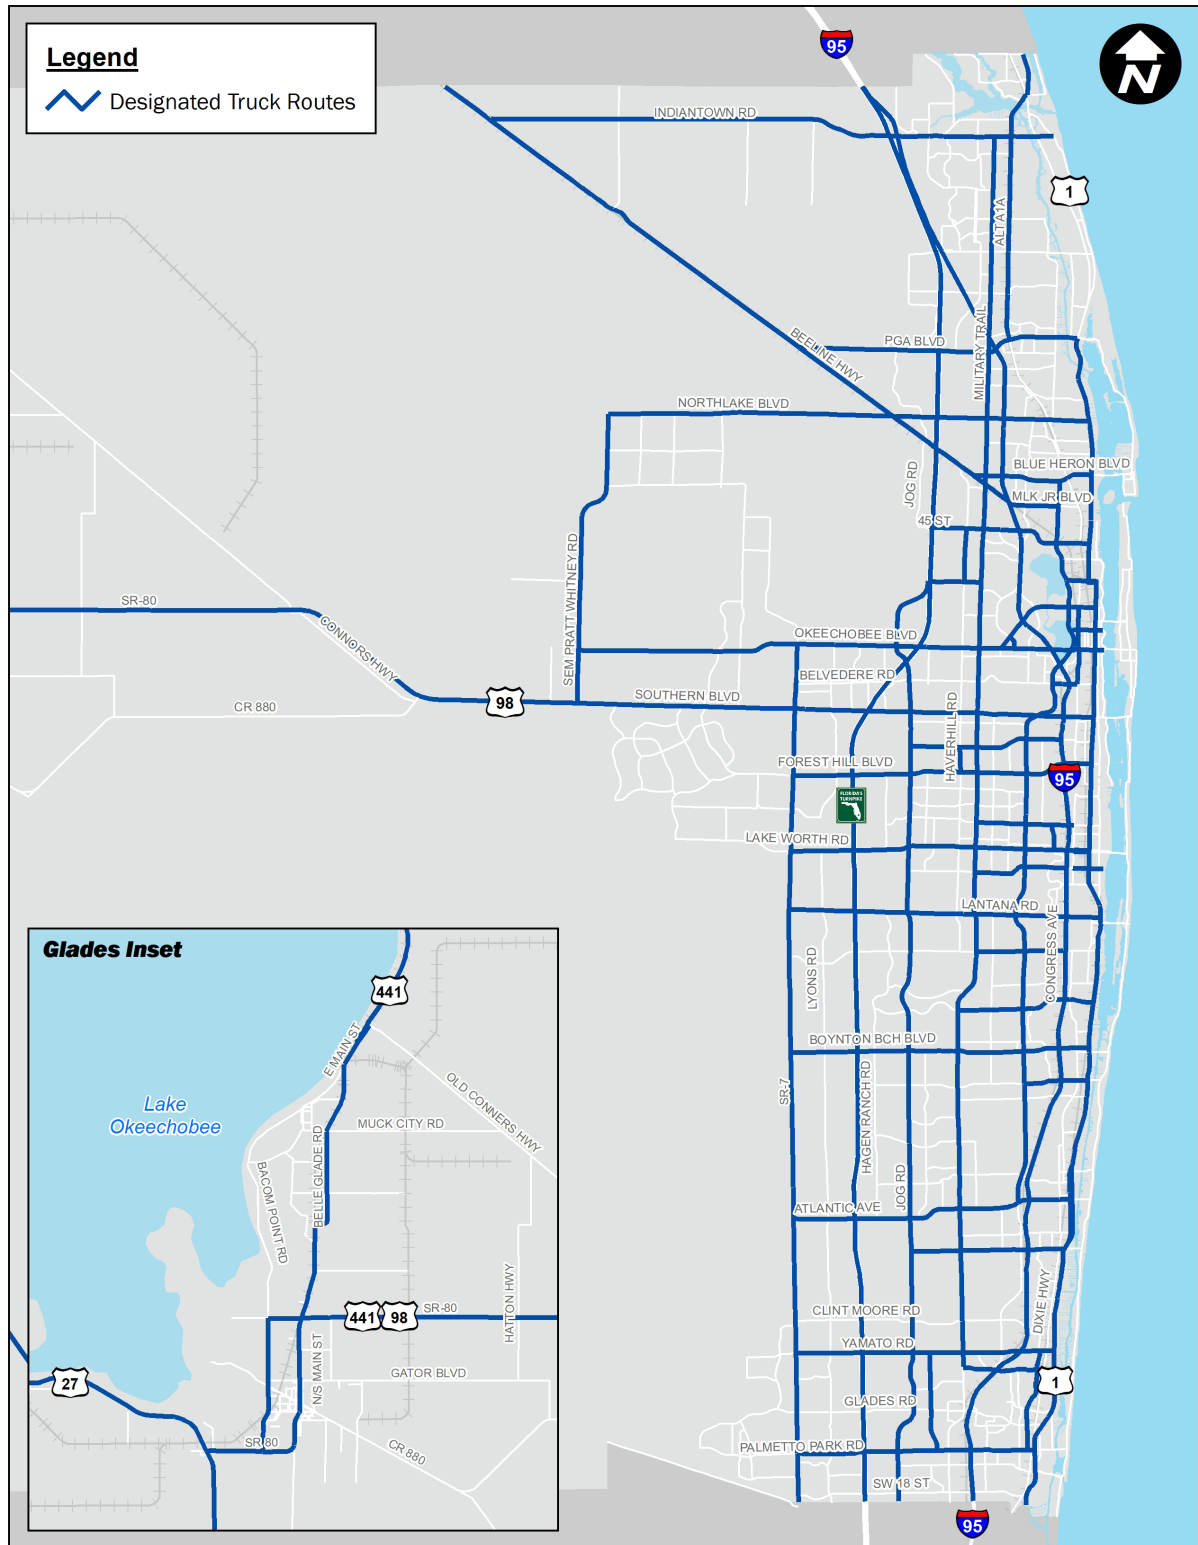 Legend
Designated Truck Routes
95
N
INDIANTOWN RD
1
ALT A1A
MILITARY TRAIL
BEELINE HWY
PGA BLVD
NORTHLAKE BLVD
JOG RD
BLUE HERON BLVD
MLK JR BLVD
45 ST
SEM PRATT WHITNEY RD
SR-80
CONNORS HWY
OKEECHOBEE BLVD
BELVEDERE RD
SOUTHERN BLVD
98
CR 880
HAVERHILL RD
FOREST HILL BLVD
95
FLORIDA'S
TURNPIKE
LAKE WORTH RD
LANTANA RD
CONGRESS AVE
LYONS RD
BOYNTON BCH BLVD
SR-7
HAGEN RANCH RD
JOG RD
ATLANTIC AVE
DIXIE HWY
CLINT MOORE RD
YAMATO RD
1
GLADES RD
PALMETTO PARK RD
SW 18 ST
95
Glades Inset
441
E MAIN ST
Lake
Okeechobee
OLD CONNERS HWY
MUCK CITY RD
BELLE GLADE RD
BACOM POINT RD
441
98
SR-80
HATTON HWY
N/S MAIN ST
27
GATOR BLVD
SR 80
CR 880